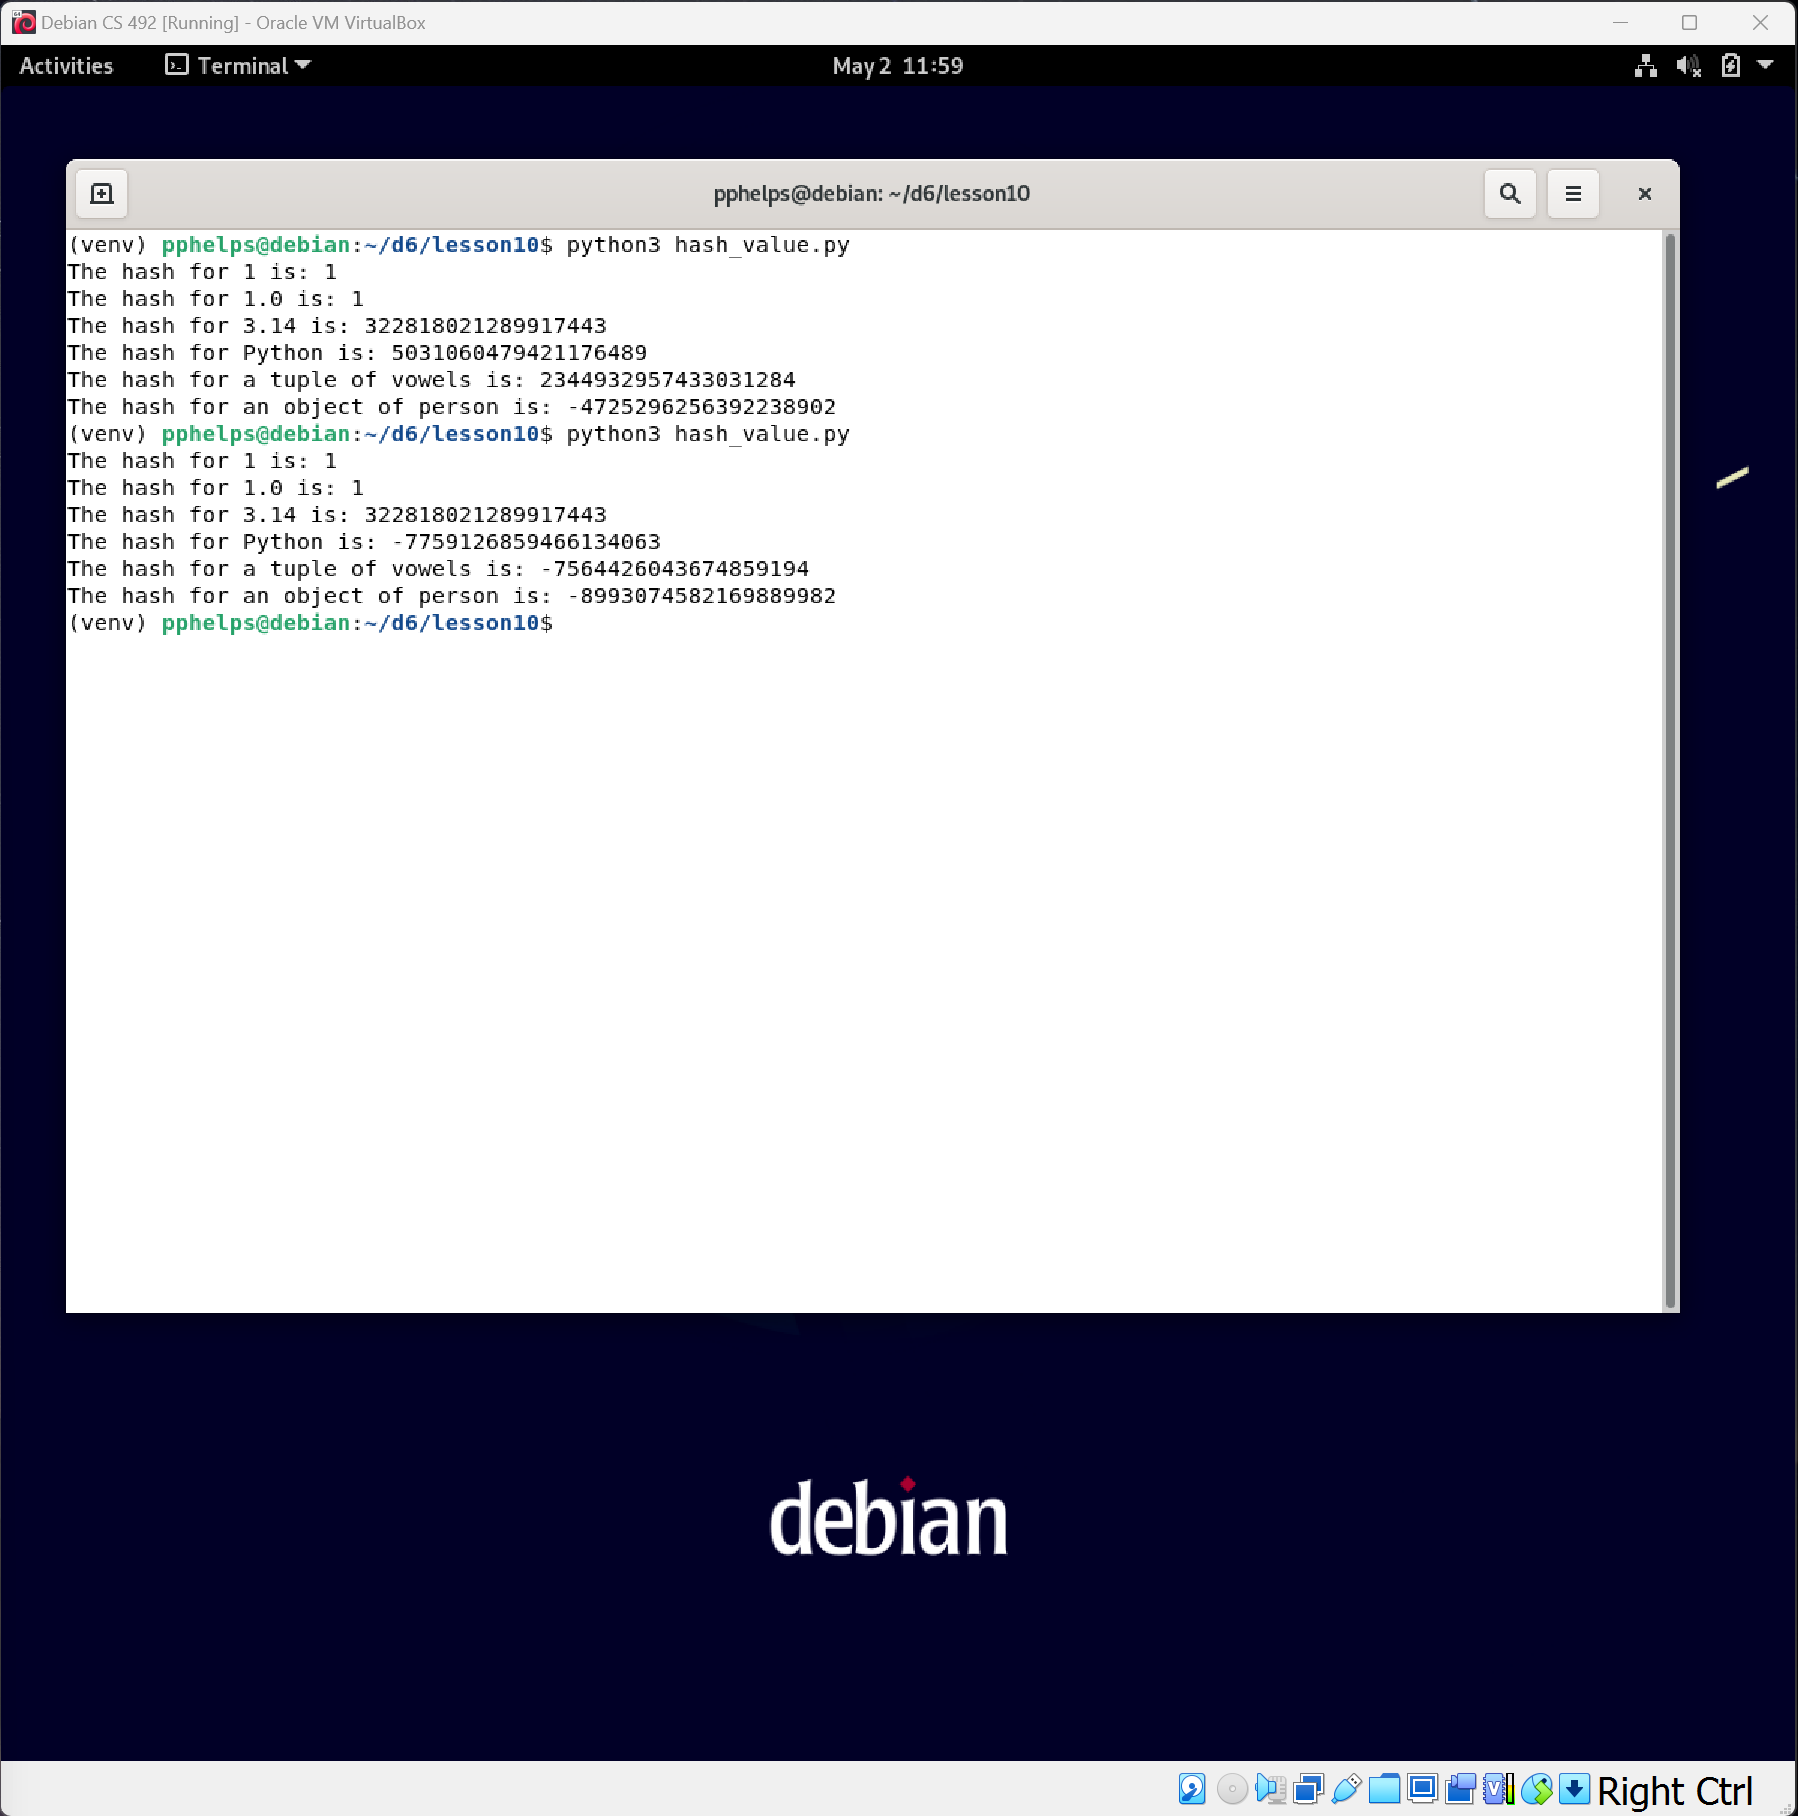 Debian CS 492 [Running] - Oracle VM VirtualBox
Activities Terminal May 2 11:59
pphelps@debian: ~/d6/lesson10
(venv) pphelps@debian:~/d6/lesson10$ python3 hash_value.py
The hash for 1 is: 1
The hash for 1.0 is: 1
The hash for 3.14 is: 322818021289917443
The hash for Python is: 5031060479421176489
The hash for a tuple of vowels is: 2344932957433031284
The hash for an object of person is: -4725296256392238902
(venv) pphelps@debian:~/d6/lesson10$ python3 hash_value.py
The hash for 1 is: 1
The hash for 1.0 is: 1
The hash for 3.14 is: 322818021289917443
The hash for Python is: -7759126859466134063
The hash for a tuple of vowels is: -7564426043674859194
The hash for an object of person is: -8993074582169889982
(venv) pphelps@debian:~/d6/lesson10$
debian
Right Ctrl